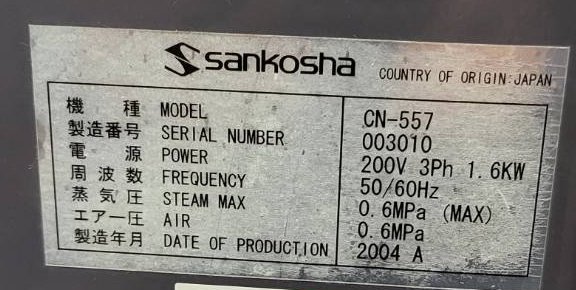 sankosha COUNTRY OF ORIGIN:JAPAN
機種 MODEL CN-557
製造番号 SERIAL NUMBER 003010
電源 POWER 200V 3Ph 1.6KW
周波数 FREQUENCY 50/60Hz
蒸気圧 STEAM MAX 0.6MPa (MAX)
エアー圧 AIR 0.6MPa
製造年月 DATE OF PRODUCTION 2004 A